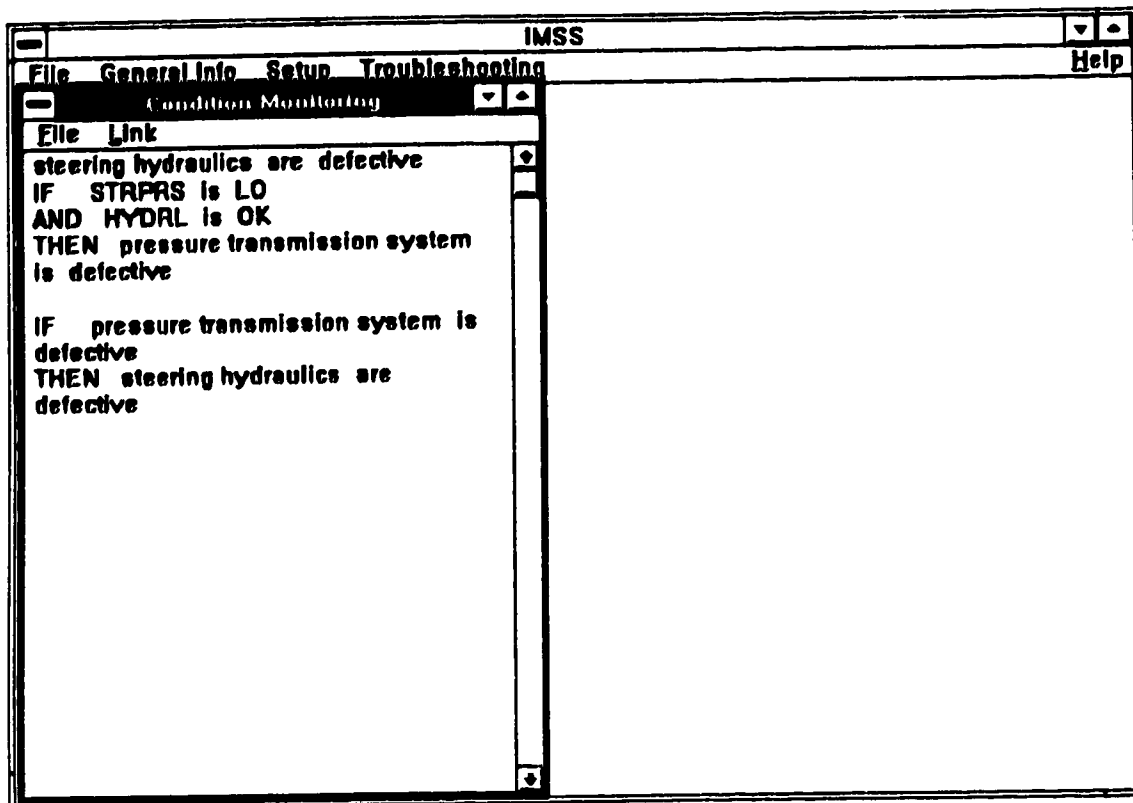 IMSS
File General Info Setup Troubleshooting Help
Condition Monitoring
File Link
steering hydraulics are defective
IF STRPRS is LO
AND HYDRL is OK
THEN pressure transmission system
is defective
IF pressure transmission system is
defective
THEN steering hydraulics are
defective